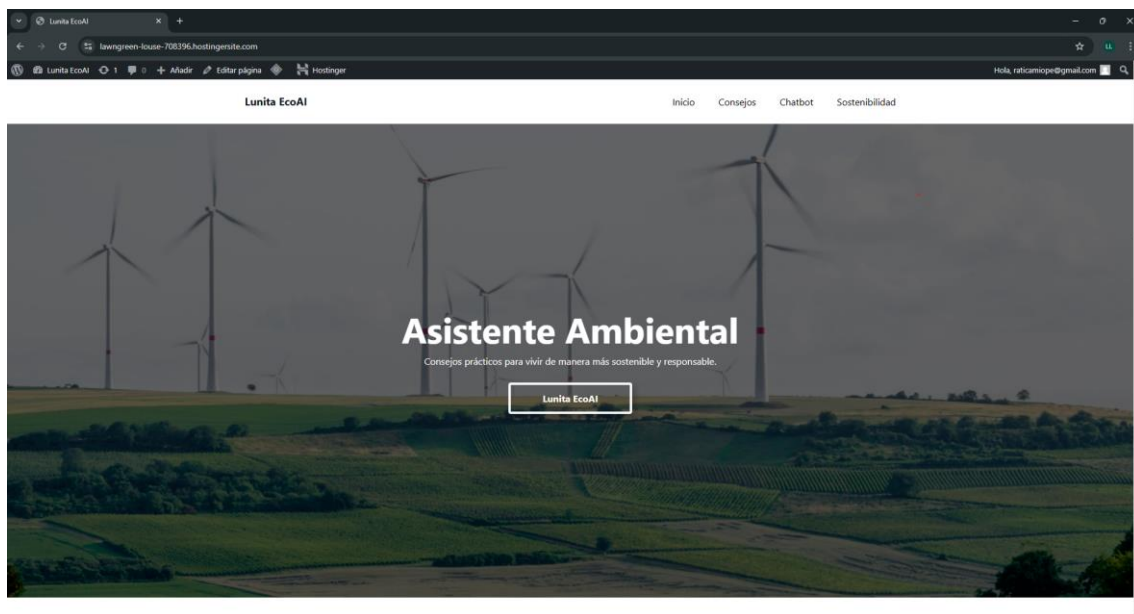 Lunita EcoAI
lawngreen-louse-708396.hostingersite.com
Lunita EcoAI 1 0 + Añadir Editar página Hostinger Hola, raticamiope@gmail.com
Lunita EcoAI Inicio Consejos Chatbot Sostenibilidad
Asistente Ambiental
Consejos prácticos para vivir de manera más sostenible y responsable.
Lunita EcoAI